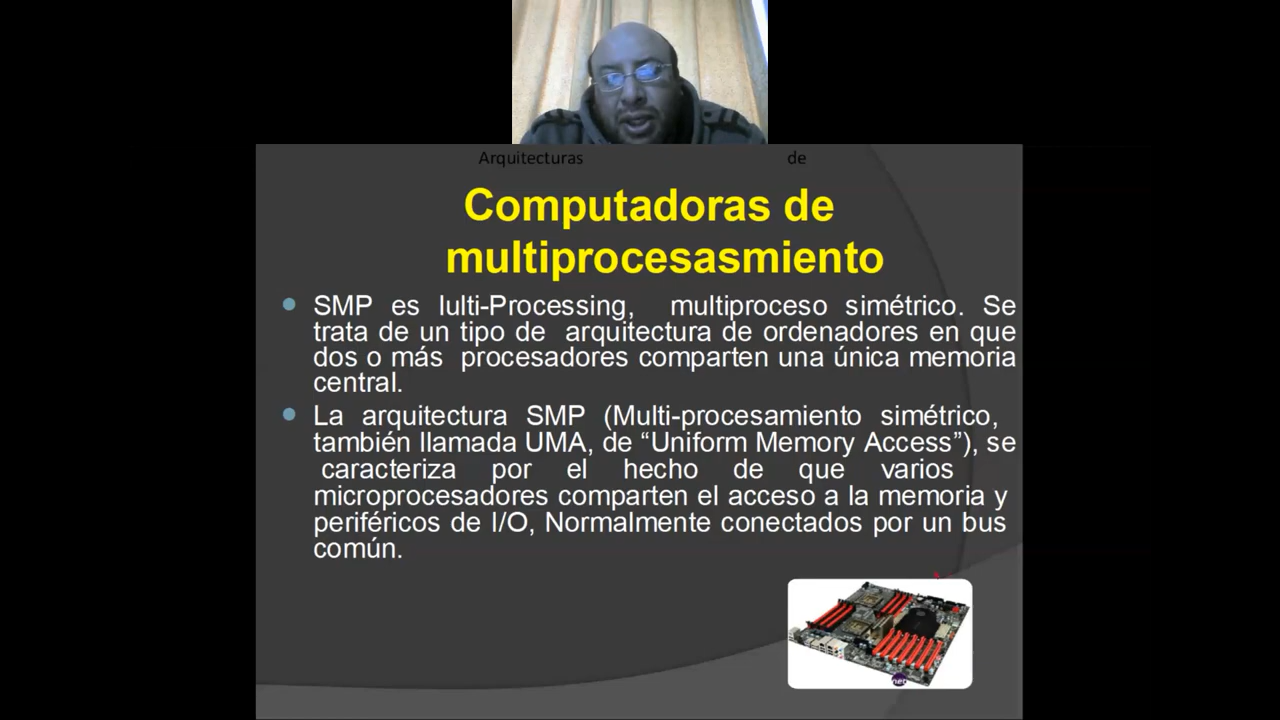 Arquitecturas de
Computadoras de
multiprocesasmiento
SMP es lulti-Processing, multiproceso simétrico. Se
trata de un tipo de arquitectura de ordenadores en que
dos o más procesadores comparten una única memoria
central.
La arquitectura SMP (Multi-procesamiento simétrico,
también llamada UMA, de “Uniform Memory Access”), se
caracteriza por el hecho de que varios
microprocesadores comparten el acceso a la memoria y
periféricos de I/O, Normalmente conectados por un bus
común.
net